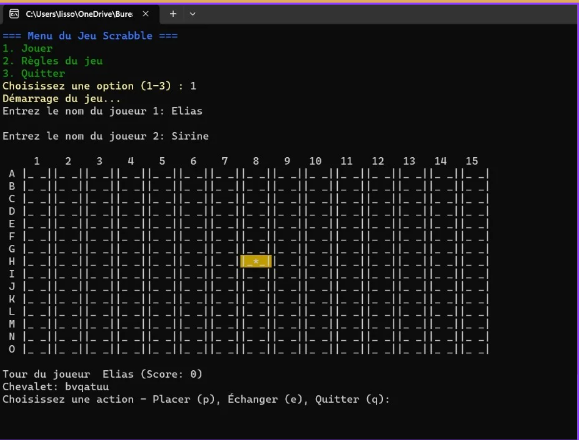 C:\Users\lisso\OneDrive\Bure
=== Menu du Jeu Scrabble ===
1. Jouer
2. Règles du jeu
3. Quitter
Choisissez une option (1-3) : 1
Démarrage du jeu...
Entrez le nom du joueur 1: Elias
Entrez le nom du joueur 2: Sirine
1 2 3 4 5 6 7 8 9 10 11 12 13 14 15
A |_ _||_ _||_ _||_ _||_ _||_ _||_ _||_ _||_ _||_ _||_ _||_ _||_ _||_ _||_ _|
B |_ _||_ _||_ _||_ _||_ _||_ _||_ _||_ _||_ _||_ _||_ _||_ _||_ _||_ _||_ _|
C |_ _||_ _||_ _||_ _||_ _||_ _||_ _||_ _||_ _||_ _||_ _||_ _||_ _||_ _||_ _|
D |_ _||_ _||_ _||_ _||_ _||_ _||_ _||_ _||_ _||_ _||_ _||_ _||_ _||_ _||_ _|
E |_ _||_ _||_ _||_ _||_ _||_ _||_ _||_ _||_ _||_ _||_ _||_ _||_ _||_ _||_ _|
F |_ _||_ _||_ _||_ _||_ _||_ _||_ _||_ _||_ _||_ _||_ _||_ _||_ _||_ _||_ _|
G |_ _||_ _||_ _||_ _||_ _||_ _||_ _||_ _||_ _||_ _||_ _||_ _||_ _||_ _||_ _|
H |_ _||_ _||_ _||_ _||_ _||_ _||_ _||_*_||_ _||_ _||_ _||_ _||_ _||_ _||_ _|
I |_ _||_ _||_ _||_ _||_ _||_ _||_ _||_ _||_ _||_ _||_ _||_ _||_ _||_ _||_ _|
J |_ _||_ _||_ _||_ _||_ _||_ _||_ _||_ _||_ _||_ _||_ _||_ _||_ _||_ _||_ _|
K |_ _||_ _||_ _||_ _||_ _||_ _||_ _||_ _||_ _||_ _||_ _||_ _||_ _||_ _||_ _|
L |_ _||_ _||_ _||_ _||_ _||_ _||_ _||_ _||_ _||_ _||_ _||_ _||_ _||_ _||_ _|
M |_ _||_ _||_ _||_ _||_ _||_ _||_ _||_ _||_ _||_ _||_ _||_ _||_ _||_ _||_ _|
N |_ _||_ _||_ _||_ _||_ _||_ _||_ _||_ _||_ _||_ _||_ _||_ _||_ _||_ _||_ _|
O |_ _||_ _||_ _||_ _||_ _||_ _||_ _||_ _||_ _||_ _||_ _||_ _||_ _||_ _||_ _|
Tour du joueur  Elias (Score: 0)
Chevalet: bvqatuu
Choisissez une action - Placer (p), Échanger (e), Quitter (q):